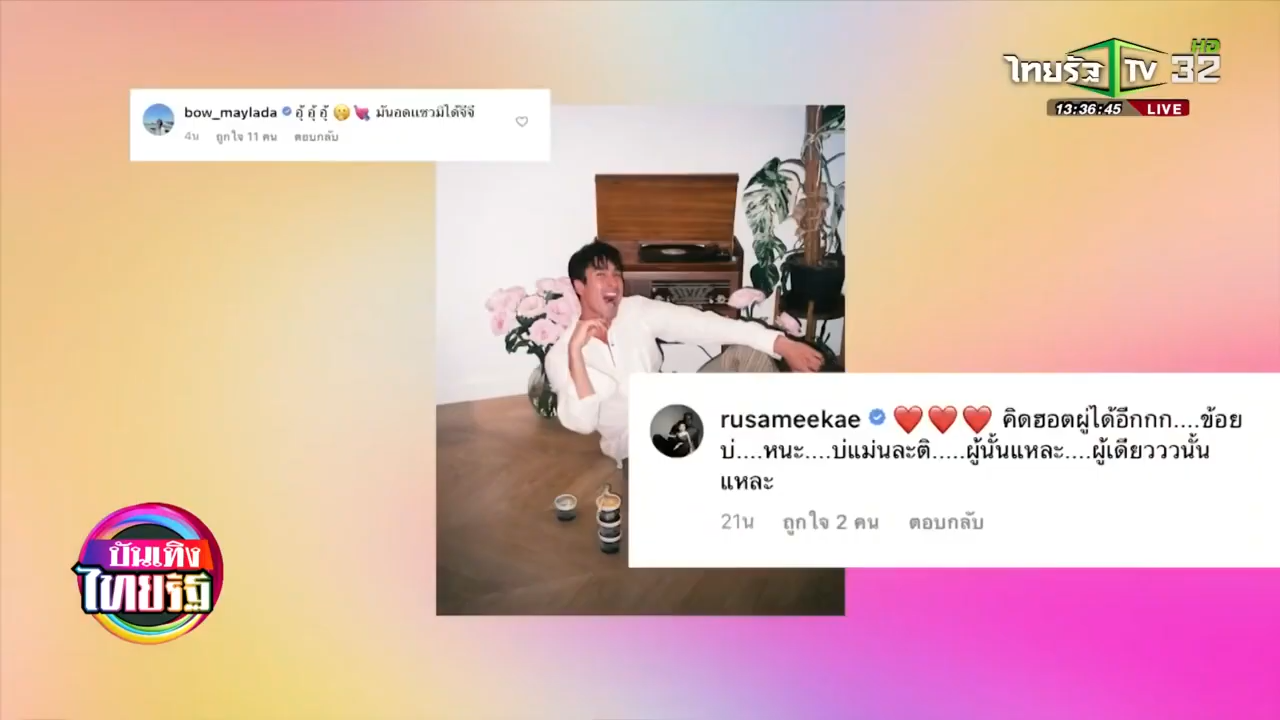 ไทยรัฐ TV HD 32
13:36:45 LIVE
bow_maylada อุ้ อุ้ อุ้ 🤭 💘 มันอดแซวมิได้จีจี
4น ถูกใจ 11 คน ตอบกลับ
rusameekae ❤️❤️❤️ คิดฮอตผู่ได๋อีกกก....ข้อย
บ่....หนะ....บ่แม่นละติ.....ผู้นั้นแหละ....ผู้เดียวววนั้น
แหละ
21น ถูกใจ 2 คน ตอบกลับ
บันเทิง
ไทยรัฐ